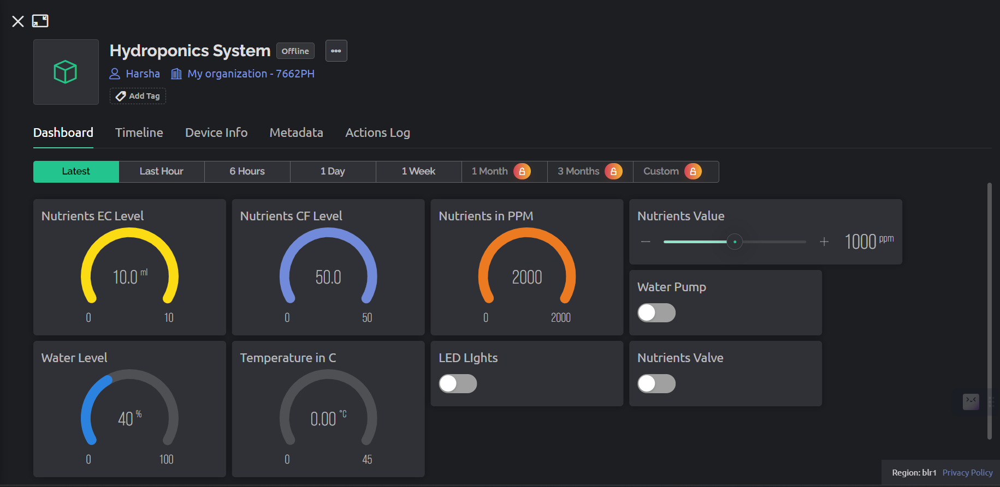 Hydroponics System Offline
Harsha My organization - 7662PH
Add Tag
Dashboard Timeline Device Info Metadata Actions Log
Latest Last Hour 6 Hours 1 Day 1 Week 1 Month 3 Months Custom
Nutrients EC Level
10.0 ml
0 10
Nutrients CF Level
50.0
0 50
Nutrients in PPM
2000
0 2000
Nutrients Value
1000 ppm
Water Pump
Water Level
40 %
0 100
Temperature in C
0.00 °C
0 45
LED LIghts
Nutrients Valve
Region: blr1 Privacy Policy